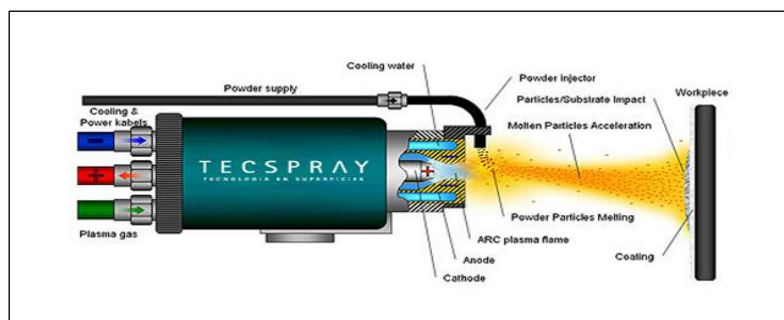 Cooling water
Powder supply
Powder injector
Particles/Substrate Impact
Workpiece
Cooling &
Power kabels
Molten Particles Acceleration
TECSPRAY
TECNOLOGIA EN SUPERFICIES
Plasma gas
Powder Particles Melting
ARC plasma flame
Anode
Cathode
Coating